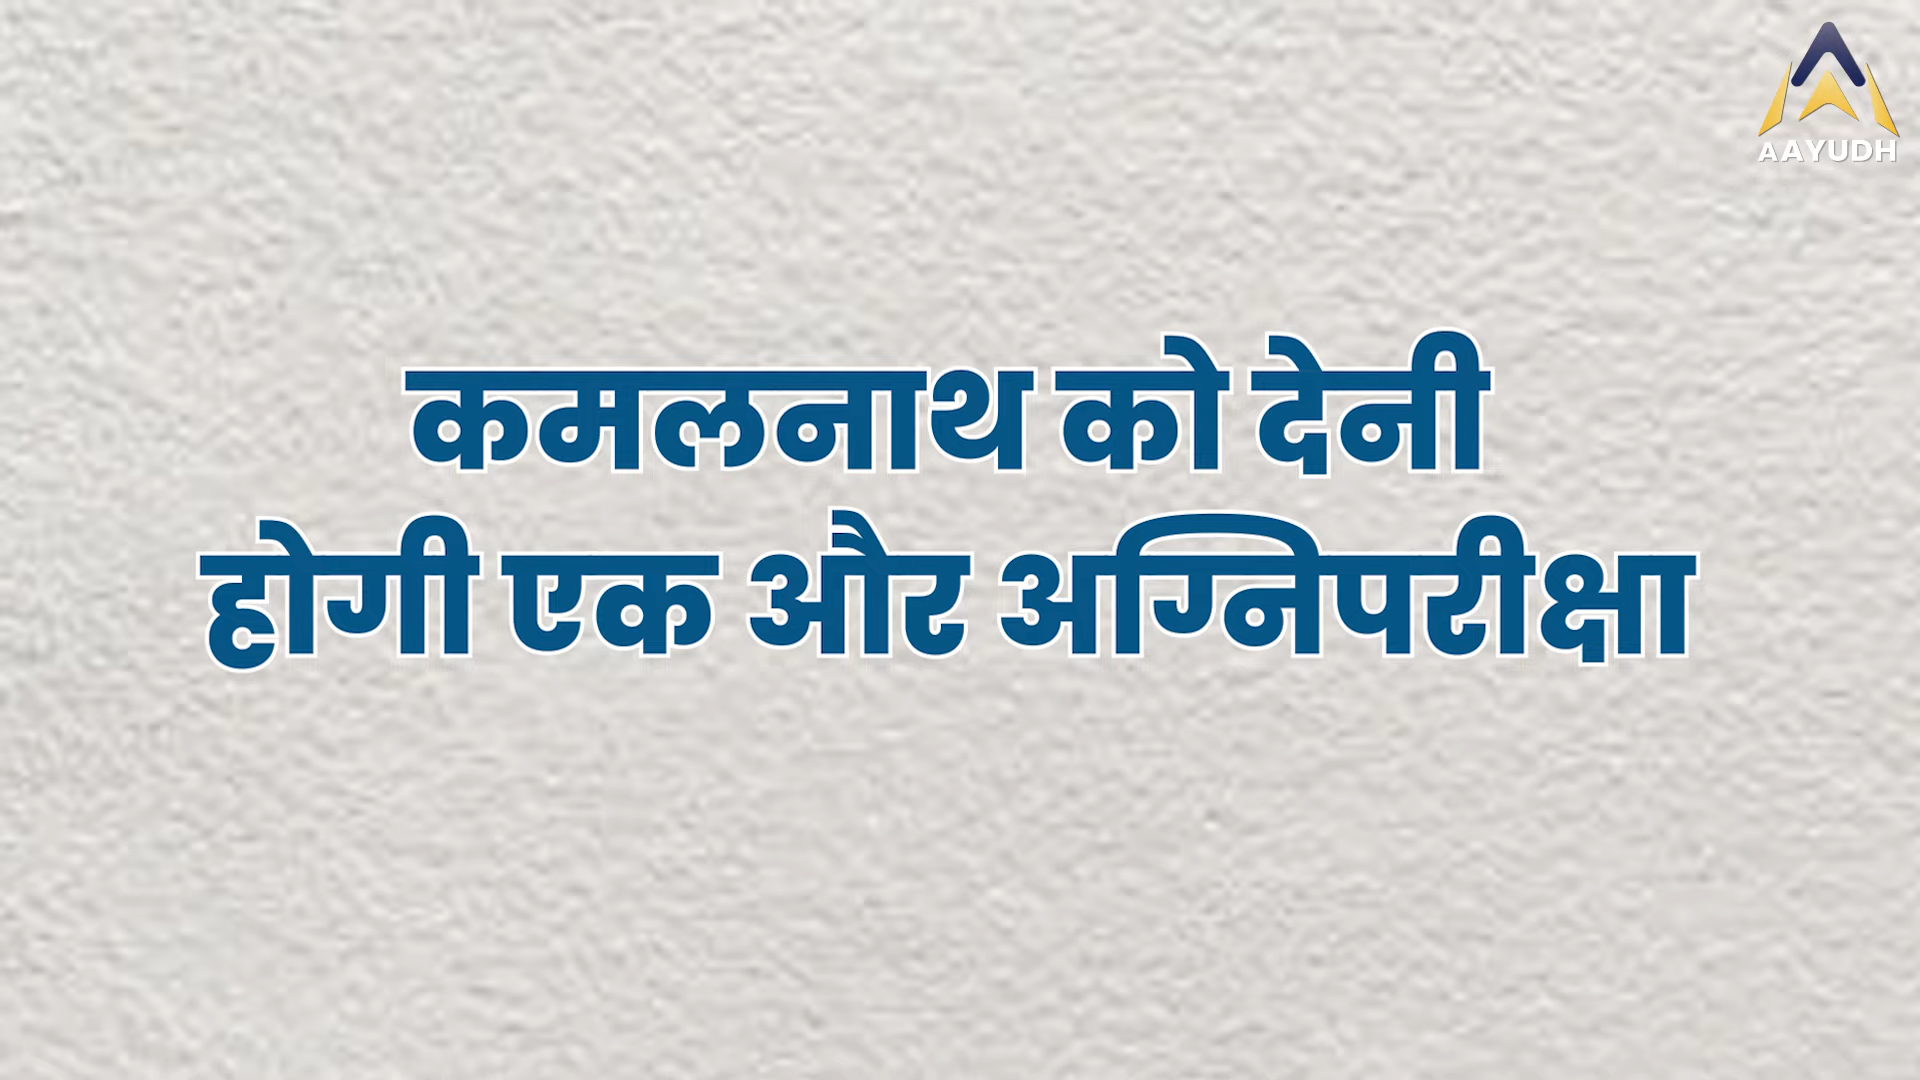 AAYUDH
कमलनाथ को देनी
होगी एक और अग्निपरीक्षा